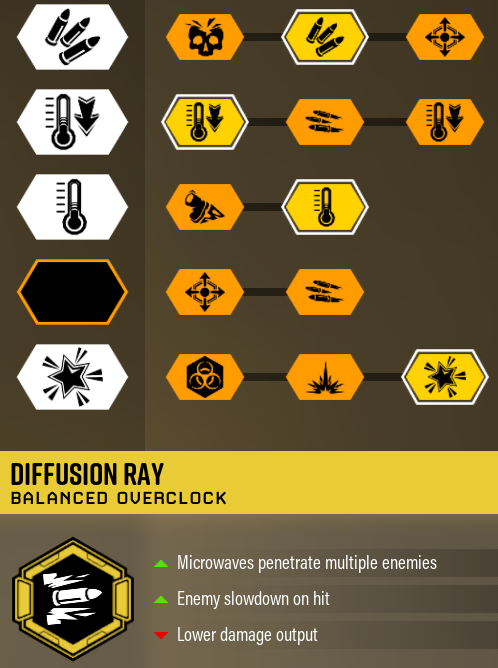 DIFFUSION RAY
BALANCED OVERCLOCK
Microwaves penetrate multiple enemies
Enemy slowdown on hit
Lower damage output